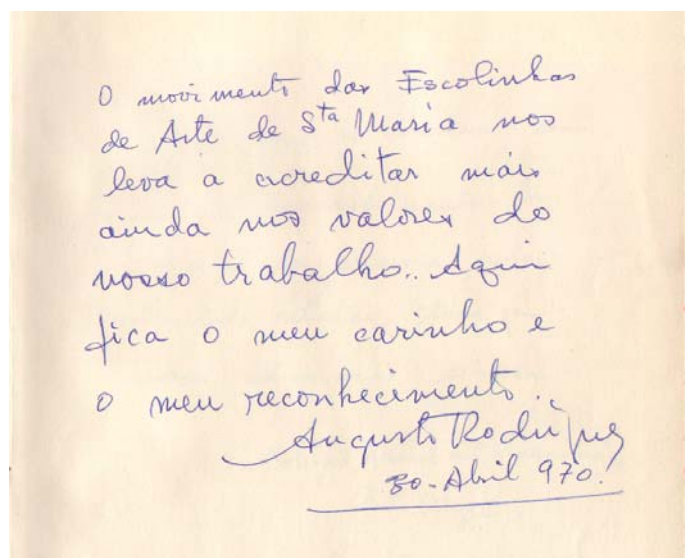 O movimento das Escolinhas
de Arte de Sta Maria nos
leva a acreditar mais
ainda nos valores do
nosso trabalho.. Aqui
fica o meu carinho e
o meu reconhecimento..
Augusto Rodrigues
30-Abril 970.